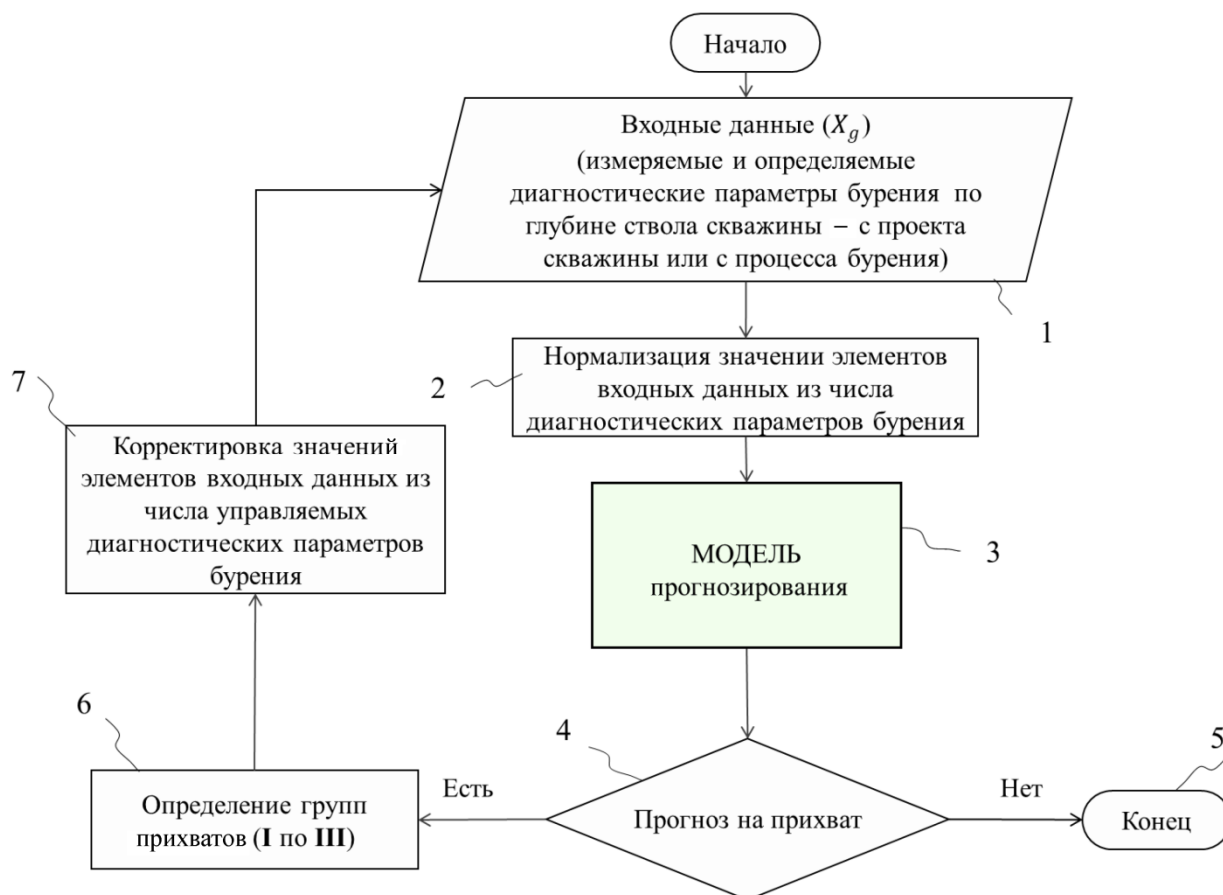 Начало
Входные данные (X_g)
(измеряемые и определяемые
диагностические параметры бурения по
глубине ствола скважины – с проекта
скважины или с процесса бурения)
1
Нормализация значении элементов
входных данных из числа
диагностических параметров бурения
2
7
Корректировка значений
элементов входных данных из
числа управляемых
диагностических параметров
бурения
МОДЕЛЬ
прогнозирования
3
6
4
5
Определение групп
прихватов (I по III)
Есть
Прогноз на прихват
Нет
Конец